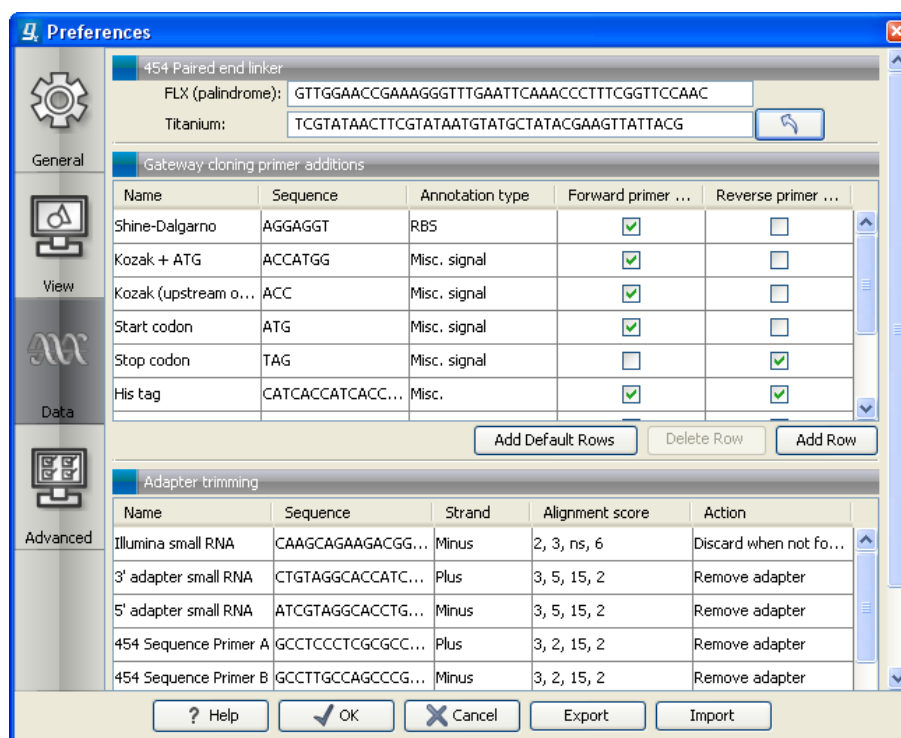 Preferences
General
View
Data
Advanced
454 Paired end linker
FLX (palindrome): GTTGGAACCGAAAGGGTTTGAATTCAAACCCTTTCGGTTCCAAC
Titanium: TCGTATAACTTCGTATAATGTATGCTATACGAAGTTATTACG
Gateway cloning primer additions
Name Sequence Annotation type Forward primer ... Reverse primer ...
Shine-Dalgarno AGGAGGT RBS
Kozak + ATG ACCATGG Misc. signal
Kozak (upstream o... ACC Misc. signal
Start codon ATG Misc. signal
Stop codon TAG Misc. signal
His tag CATCACCATCACC... Misc.
Add Default Rows Delete Row Add Row
Adapter trimming
Name Sequence Strand Alignment score Action
Illumina small RNA CAAGCAGAAGACGG... Minus 2, 3, ns, 6 Discard when not fo...
3' adapter small RNA CTGTAGGCACCATC... Plus 3, 5, 15, 2 Remove adapter
5' adapter small RNA ATCGTAGGCACCTG... Minus 3, 5, 15, 2 Remove adapter
454 Sequence Primer A GCCTCCCTCGCGCC... Plus 3, 2, 15, 2 Remove adapter
454 Sequence Primer B GCCTTGCCAGCCCG... Minus 3, 2, 15, 2 Remove adapter
? Help OK Cancel Export Import